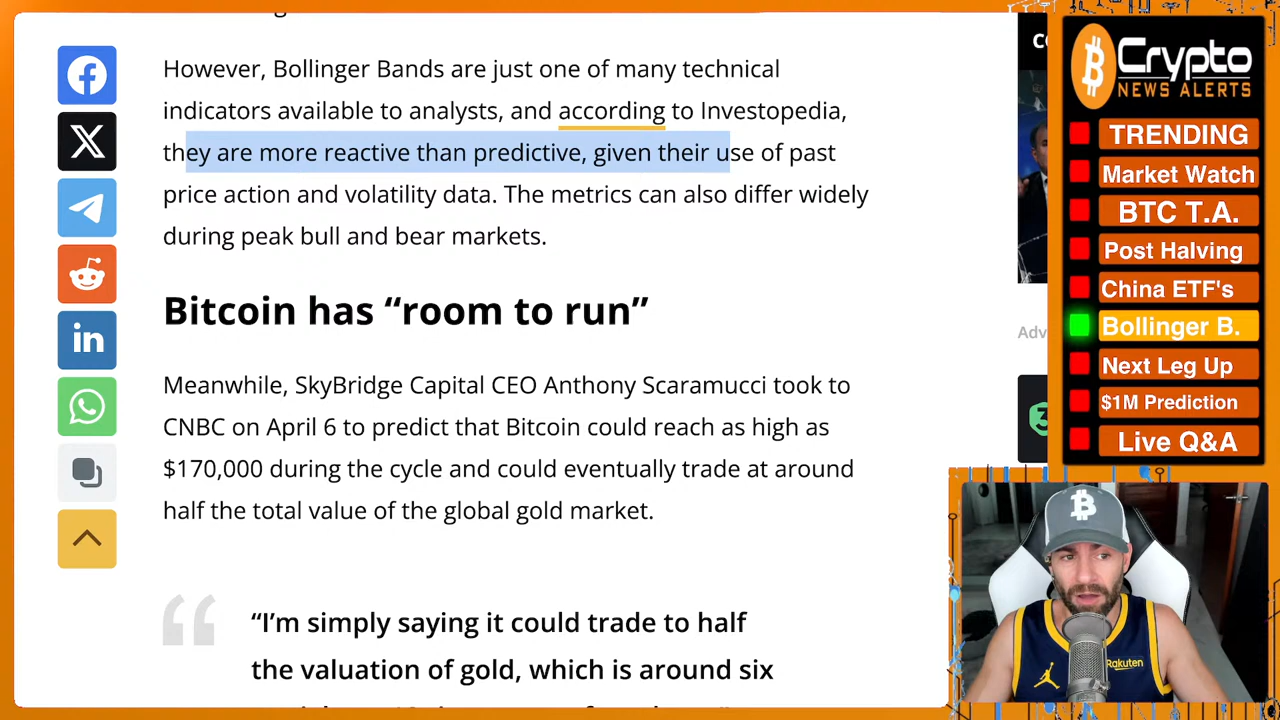 However, Bollinger Bands are just one of many technical
indicators available to analysts, and according to Investopedia,
they are more reactive than predictive, given their use of past
price action and volatility data. The metrics can also differ widely
during peak bull and bear markets.
Bitcoin has “room to run”
Meanwhile, SkyBridge Capital CEO Anthony Scaramucci took to
CNBC on April 6 to predict that Bitcoin could reach as high as
$170,000 during the cycle and could eventually trade at around
half the total value of the global gold market.
“I’m simply saying it could trade to half
the valuation of gold, which is around six
Crypto
NEWS ALERTS
TRENDING
Market Watch
BTC T.A.
Post Halving
China ETF's
Bollinger B.
Next Leg Up
$1M Prediction
Live Q&A
Rakuten